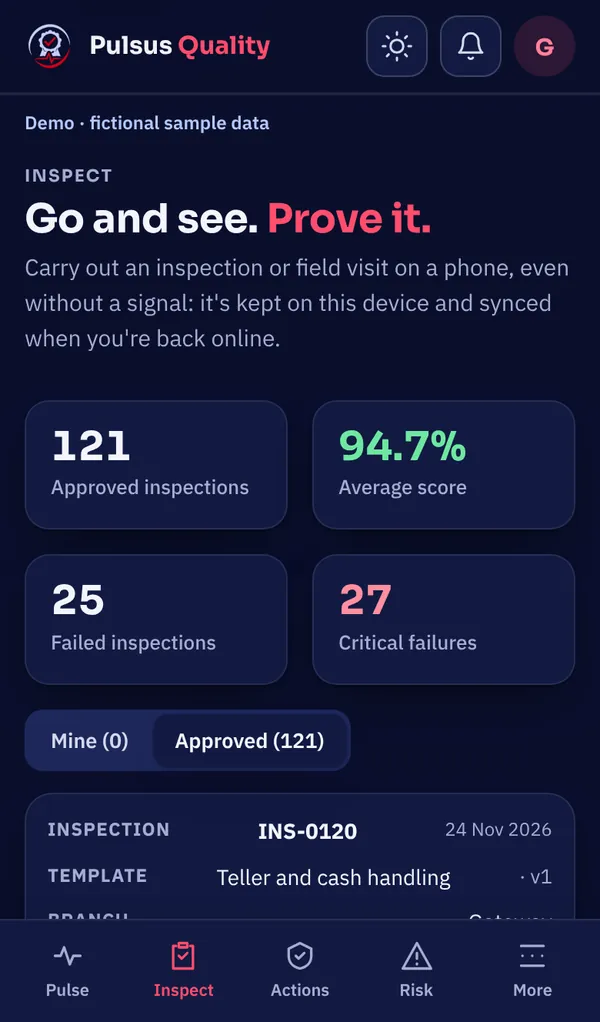 Pulsus Quality
G
Demo · fictional sample data
INSPECT
Go and see. Prove it.
Carry out an inspection or field visit on a phone, even
without a signal: it's kept on this device and synced
when you're back online.
121
Approved inspections
94.7%
Average score
25
Failed inspections
27
Critical failures
Mine (0)
Approved (121)
INSPECTION INS-0120 24 Nov 2026
TEMPLATE Teller and cash handling · v1
Pulse
Inspect
Actions
Risk
More